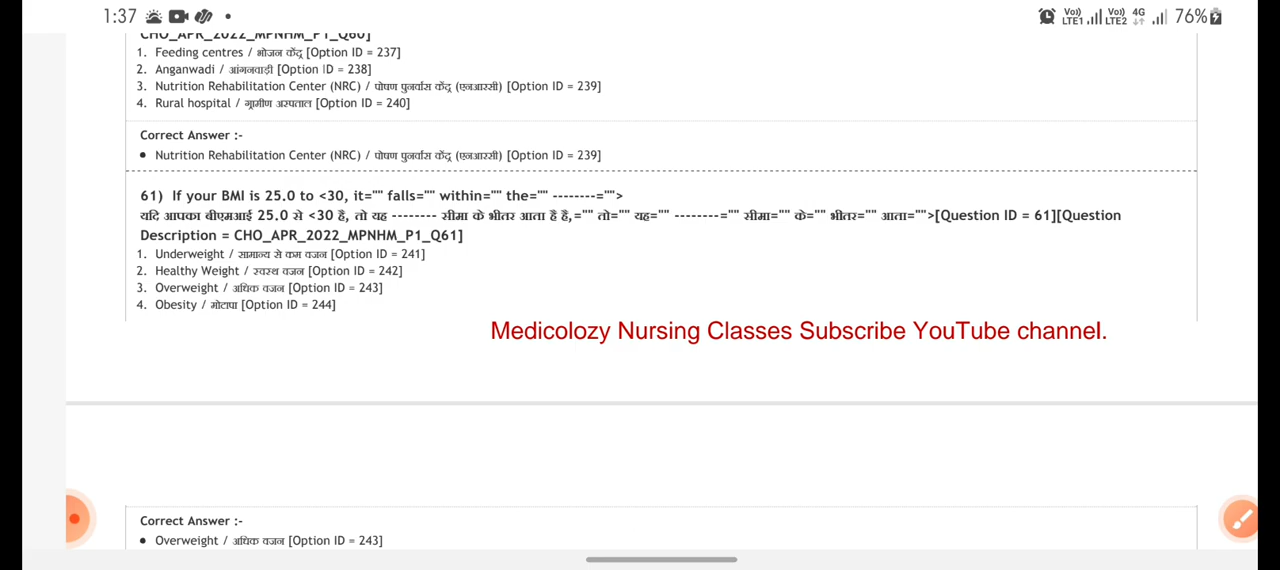 1:37
Vo)) LTE1 Vo)) LTE2 4G 76%
CHO_APR_2022_MPNHM_P1_Q60]
1. Feeding centres / भोजन केंद्र [Option ID = 237]
2. Anganwadi / आंगनवाड़ी [Option ID = 238]
3. Nutrition Rehabilitation Center (NRC) / पोषण पुनर्वास केंद्र (एनआरसी) [Option ID = 239]
4. Rural hospital / ग्रामीण अस्पताल [Option ID = 240]
Correct Answer :-
• Nutrition Rehabilitation Center (NRC) / पोषण पुनर्वास केंद्र (एनआरसी) [Option ID = 239]
61) If your BMI is 25.0 to <30, it="" falls="" within="" the="" --------="">
यदि आपका बीएमआई 25.0 से <30 है, तो यह -------- सीमा के भीतर आता है है,="" तो="" यह="" --------="" सीमा="" के="" भीतर="" आता="">[Question ID = 61][Question
Description = CHO_APR_2022_MPNHM_P1_Q61]
1. Underweight / सामान्य से कम वजन [Option ID = 241]
2. Healthy Weight / स्वस्थ वजन [Option ID = 242]
3. Overweight / अधिक वजन [Option ID = 243]
4. Obesity / मोटापा [Option ID = 244]
Medicolozy Nursing Classes Subscribe YouTube channel.
Correct Answer :-
• Overweight / अधिक वजन [Option ID = 243]